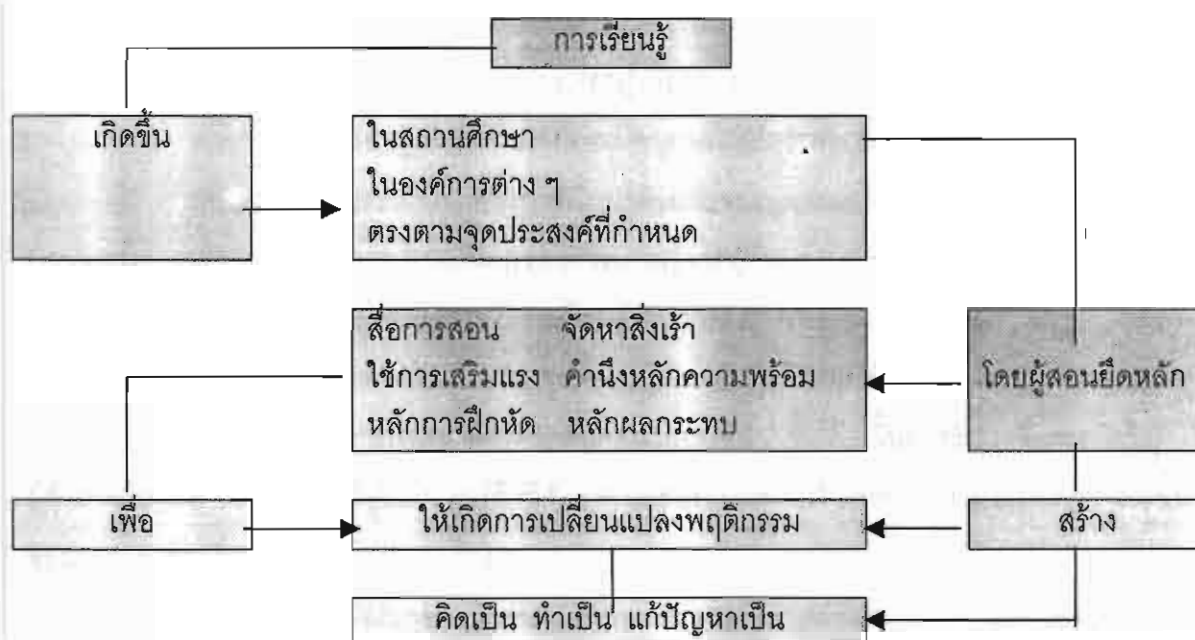 การเรียนรู้
เกิดขึ้น
ในสถานศึกษา
ในองค์การต่าง ๆ
ตรงตามจุดประสงค์ที่กำหนด
สื่อการสอน จัดหาสิ่งเร้า
ใช้การเสริมแรง คำนึงหลักความพร้อม
หลักการฝึกหัด หลักผลกระทบ
โดยผู้สอนยึดหลัก
เพื่อ
ให้เกิดการเปลี่ยนแปลงพฤติกรรม
สร้าง
คิดเป็น ทำเป็น แก้ปัญหาเป็น